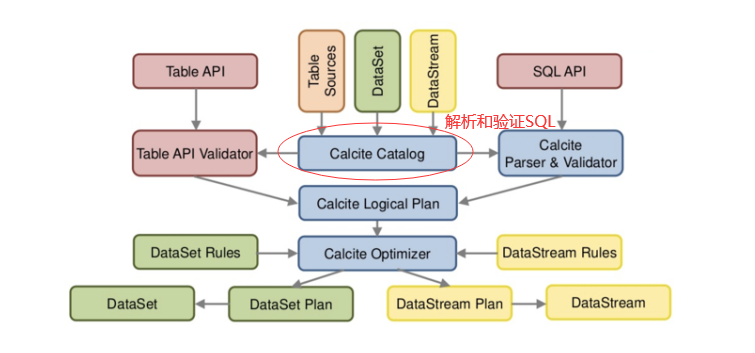 Table API
Table
Sources
DataSet
DataStream
SQL API
解析和验证SQL
Table API Validator
Calcite Catalog
Calcite
Parser & Validator
Calcite Logical Plan
DataSet Rules
Calcite Optimizer
DataStream Rules
DataSet
DataSet Plan
DataStream Plan
DataStream